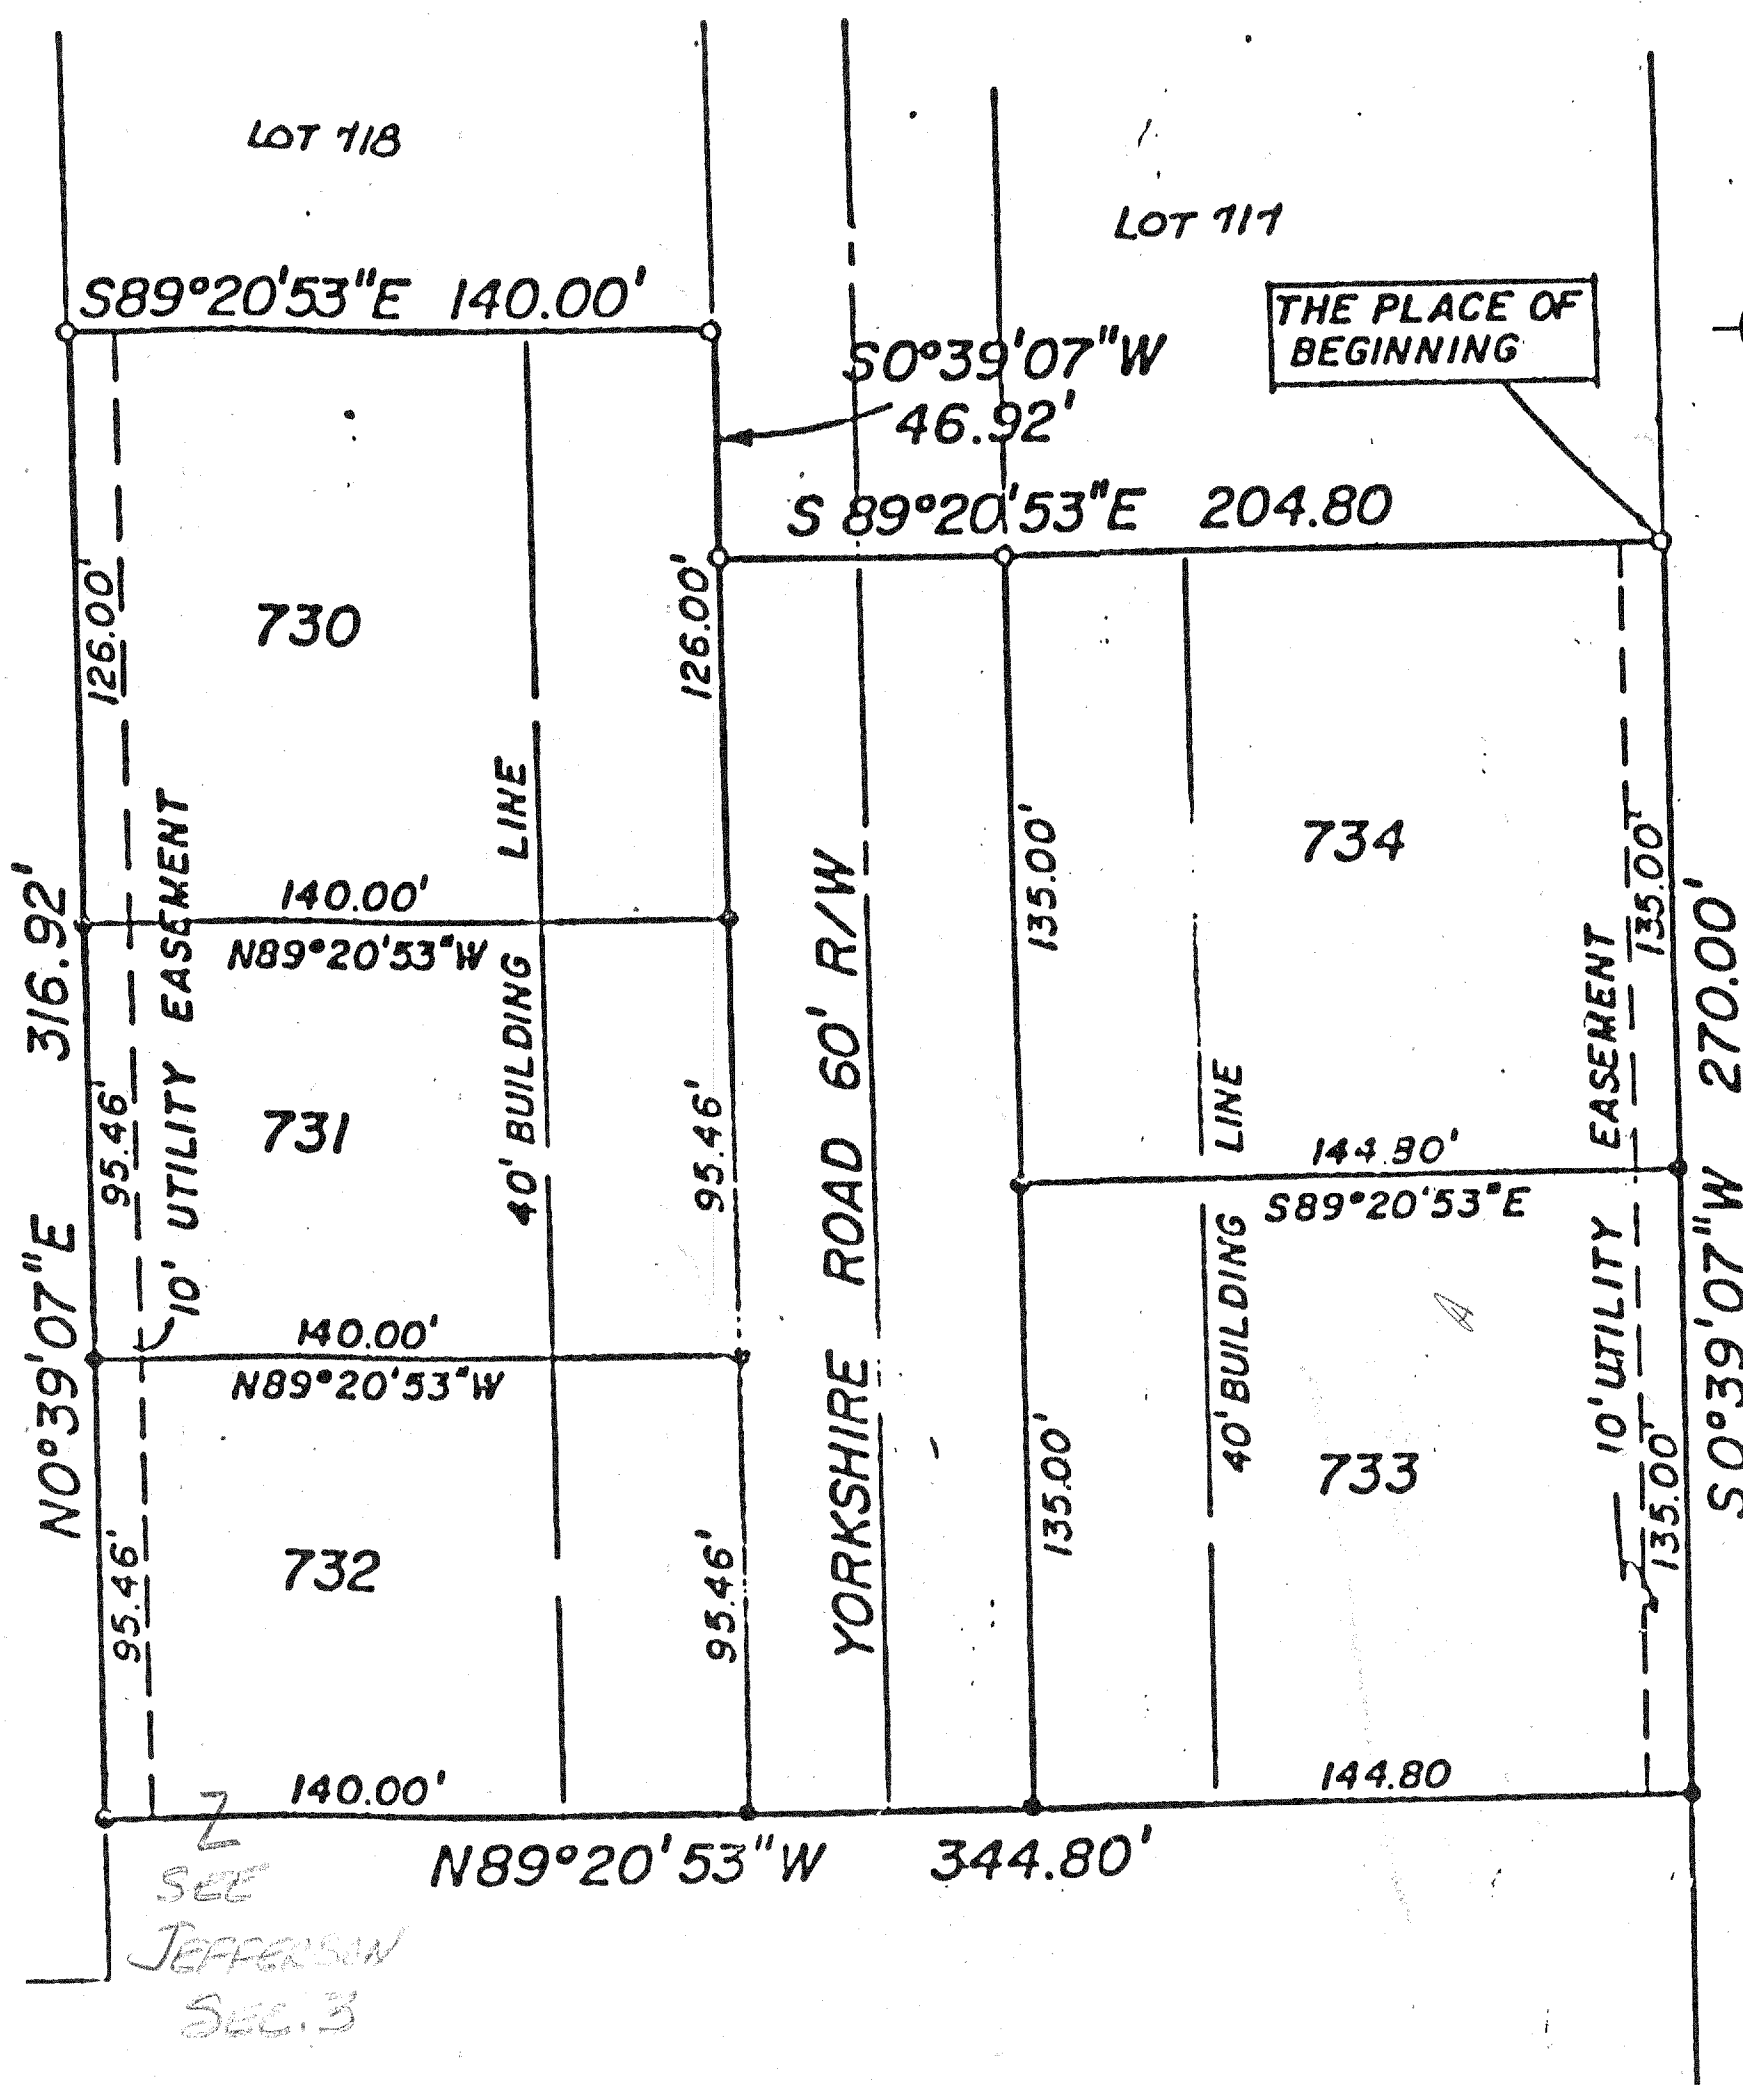 LOT 718
LOT 717
S89°20'53"E 140.00'
THE PLACE OF
BEGINNING
S0°39'07"W
46.92'
S 89°20'53"E 204.80
126.00'
730
126.00'
LINE
135.00'
734
135.00'
140.00'
N89°20'53"W
316.92'
N0°39'07"E
10' UTILITY EASEMENT
40' BUILDING
95.46'
731
95.46'
YORKSHIRE ROAD 60' R/W
LINE
40' BUILDING
144.80'
S89°20'53"E
10' UTILITY EASEMENT
270.00'
S0°39'07"W
140.00'
N89°20'53"W
95.46'
732
95.46'
135.00'
733
135.00'
140.00'
144.80
N89°20'53"W 344.80'
SEE
JEFFERSON
SEC. 3